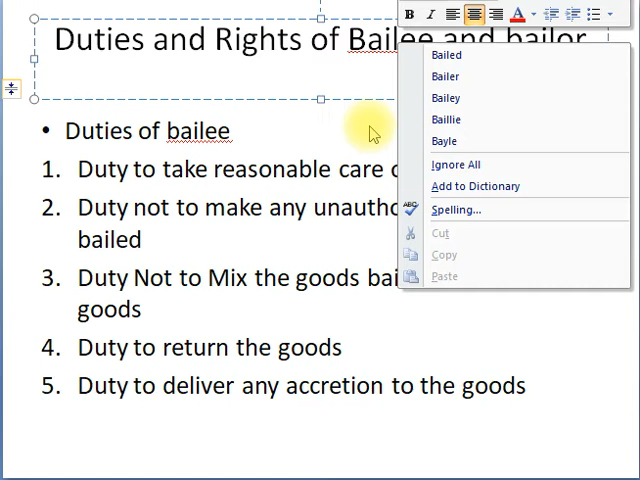 Duties and Rights of Bailee and bailor
• Duties of bailee
1. Duty to take reasonable care
2. Duty not to make any unautho
bailed
3. Duty Not to Mix the goods bai
goods
4. Duty to return the goods
5. Duty to deliver any accretion to the goods
B I A
Bailed
Bailer
Bailey
Baillie
Bayle
Ignore All
Add to Dictionary
ABC Spelling...
Cut
Copy
Paste